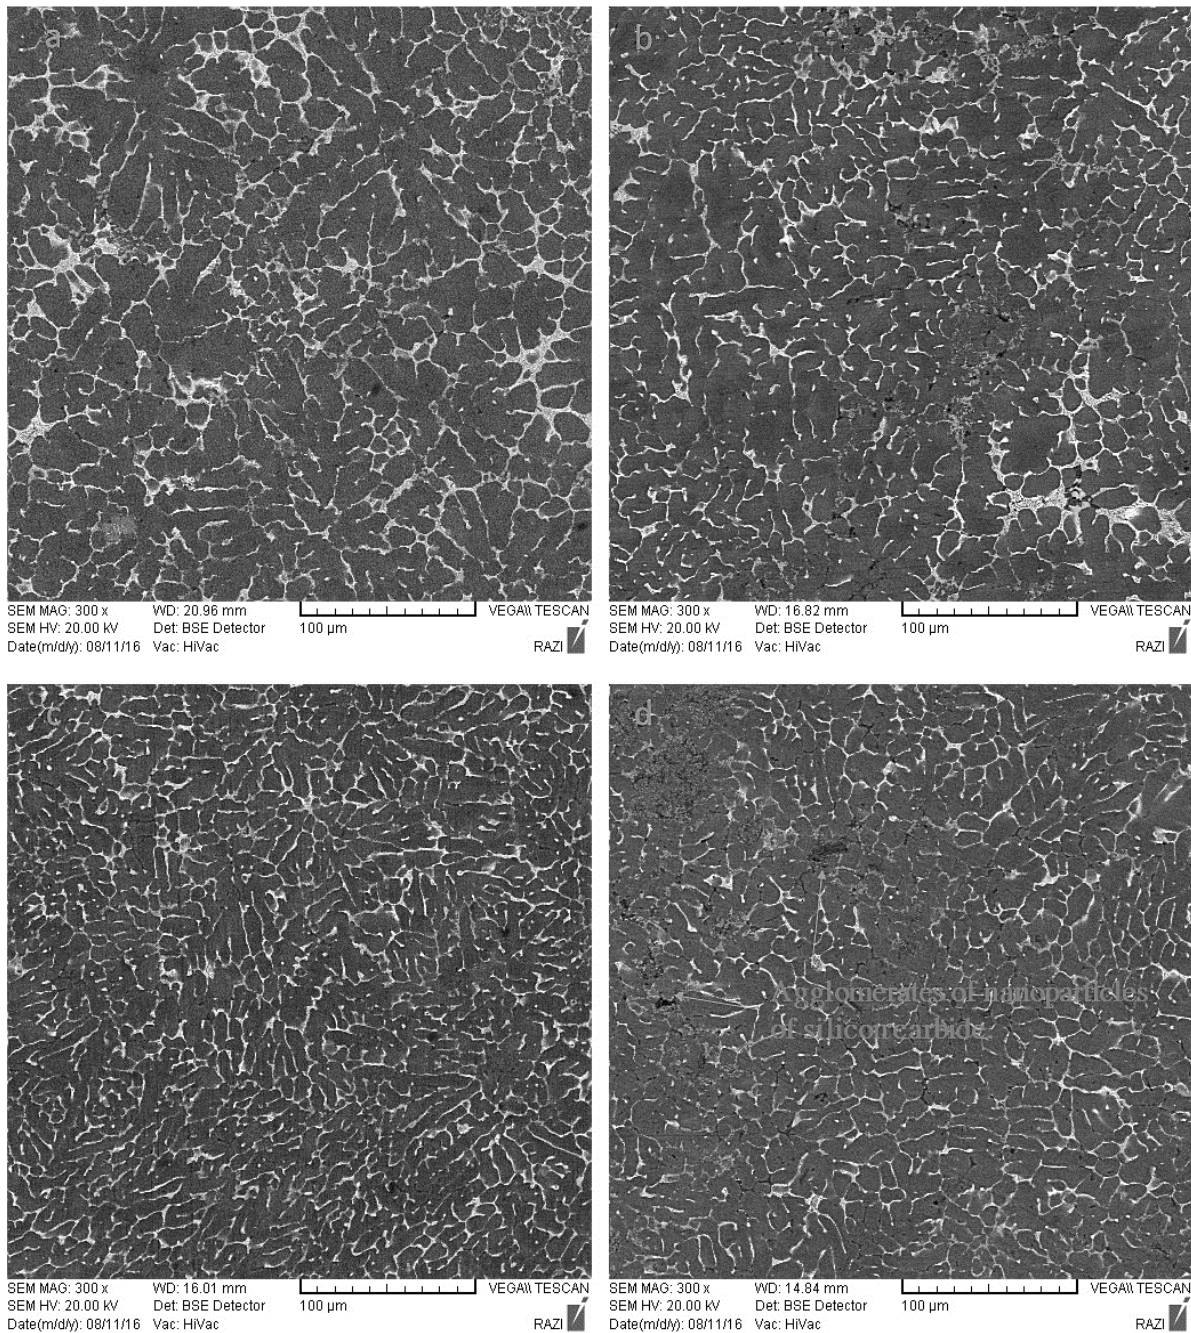 a
b
SEM MAG: 300 x WD: 20.96 mm VEGA\\ TESCAN
SEM HV: 20.00 kV Det: BSE Detector 100 µm
Date(m/d/y): 08/11/16 Vac: HiVac RAZI
SEM MAG: 300 x WD: 16.82 mm VEGA\\ TESCAN
SEM HV: 20.00 kV Det: BSE Detector 100 µm
Date(m/d/y): 08/11/16 Vac: HiVac RAZI
c
d
Agglomerates of nanoparticles
of silicon carbide
SEM MAG: 300 x WD: 16.01 mm VEGA\\ TESCAN
SEM HV: 20.00 kV Det: BSE Detector 100 µm
Date(m/d/y): 08/11/16 Vac: HiVac RAZI
SEM MAG: 300 x WD: 14.84 mm VEGA\\ TESCAN
SEM HV: 20.00 kV Det: BSE Detector 100 µm
Date(m/d/y): 08/11/16 Vac: HiVac RAZI